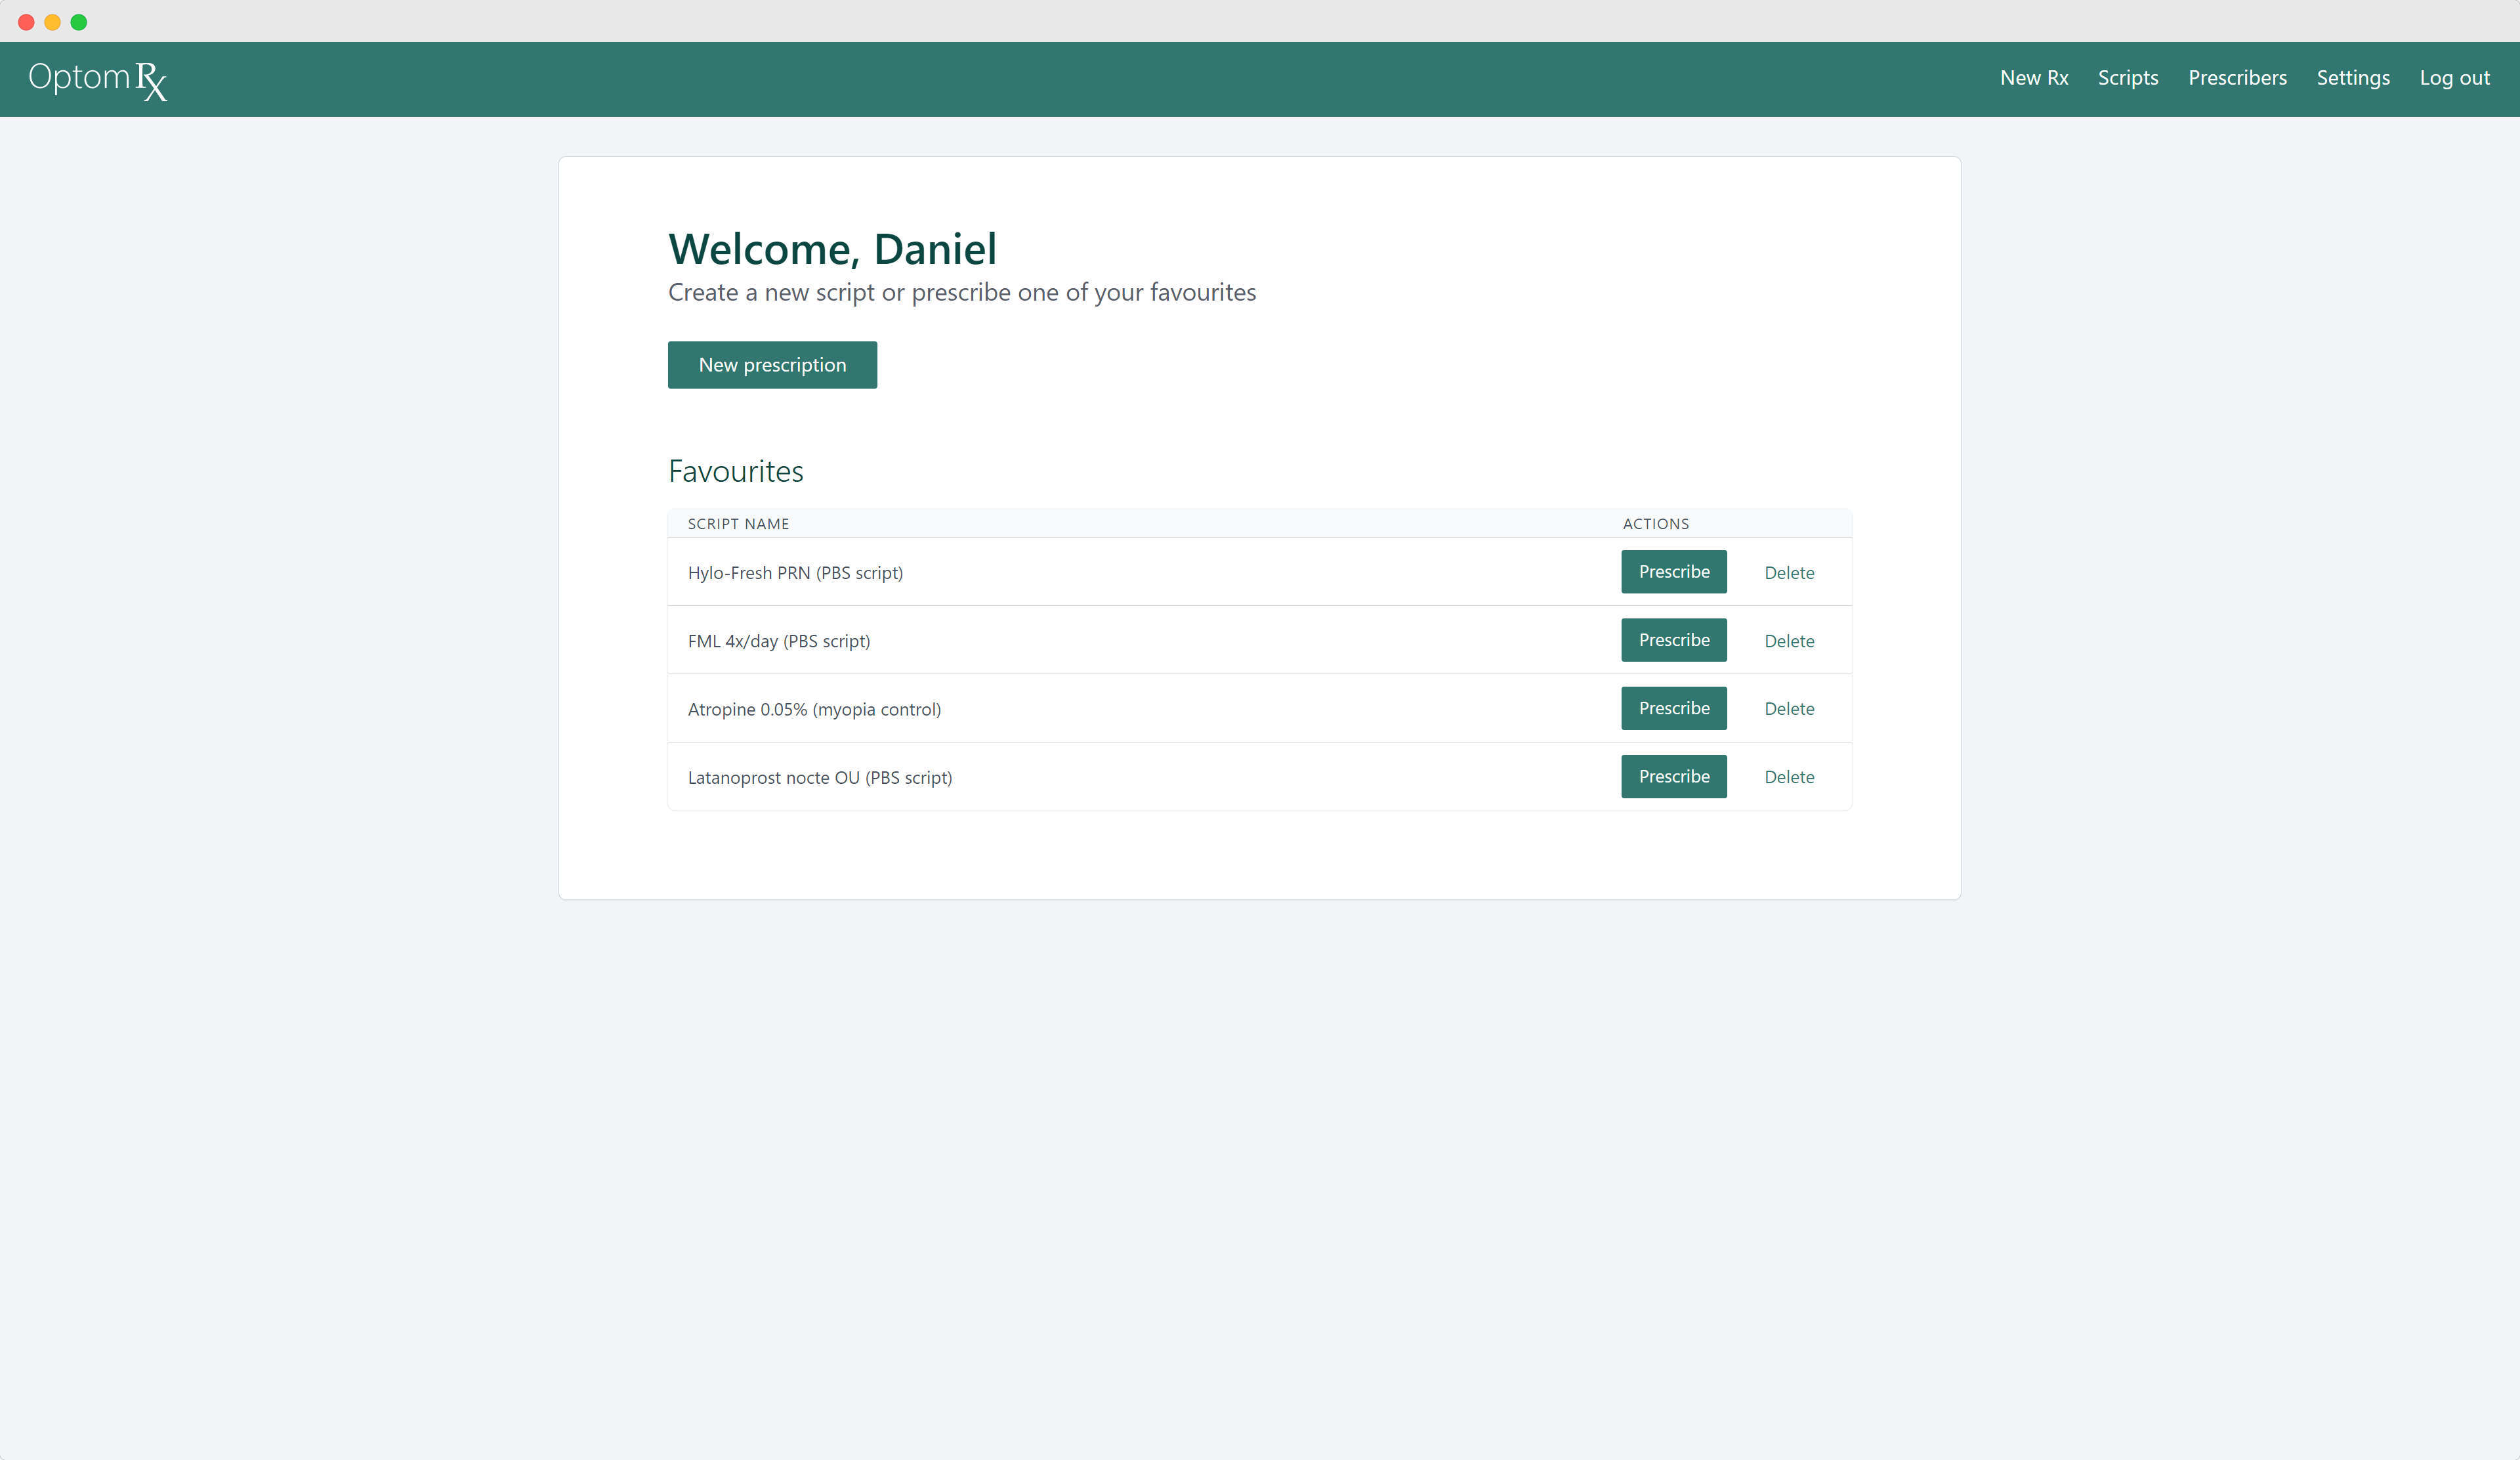 Optom Rx
New Rx Scripts Prescribers Settings Log out
Welcome, Daniel
Create a new script or prescribe one of your favourites
New prescription
Favourites
SCRIPT NAME ACTIONS
Hylo-Fresh PRN (PBS script) Prescribe Delete
FML 4x/day (PBS script) Prescribe Delete
Atropine 0.05% (myopia control) Prescribe Delete
Latanoprost nocte OU (PBS script) Prescribe Delete